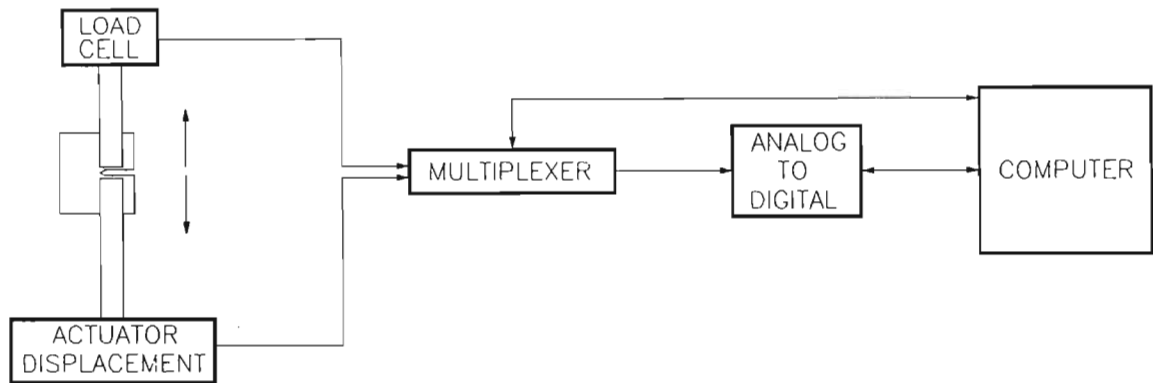 LOAD
CELL
MULTIPLEXER
ANALOG
TO
DIGITAL
COMPUTER
ACTUATOR
DISPLACEMENT